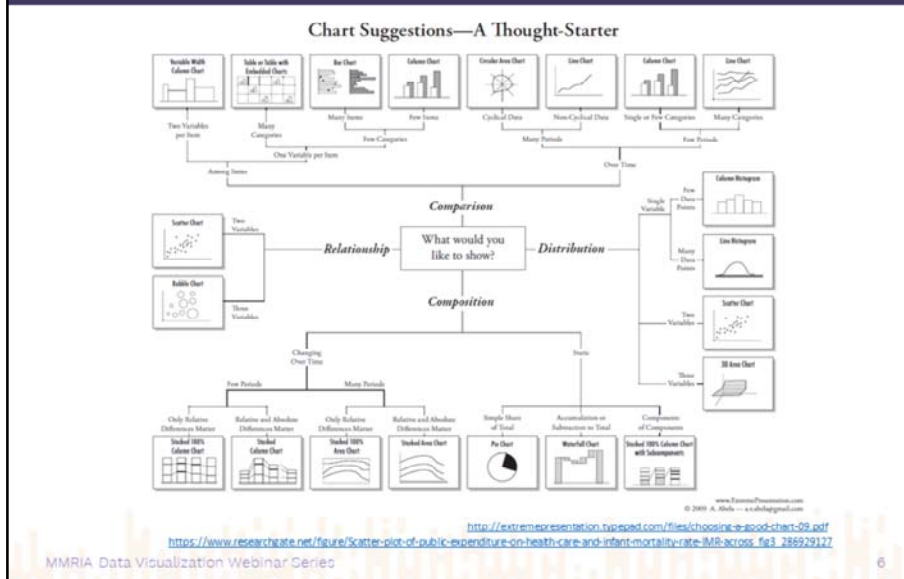 Chart Suggestions—A Thought-Starter
Variable Width
Column Chart
Table or Table with
Embedded Charts
Bar Chart
Column Chart
Circular Area Chart
Line Chart
Column Chart
Line Chart
Two Variables
per Item
Many
Categories
Many Items
Few Items
Cyclical Data
Non-Cyclical Data
Single or Few Categories
Many Categories
Few Categories
Many Periods
Few Periods
One Variable per Item
Among Items
Over Time
Comparison
What would you
like to show?
Relationship
Distribution
Composition
Scatter Chart
Two
Variables
Bubble Chart
Three
Variables
Single
Variable
Few
Data
Points
Column Histogram
Many
Data
Points
Line Histogram
Two
Variables
Scatter Chart
Three
Variables
3D Area Chart
Changing
Over Time
Static
Few Periods
Many Periods
Only Relative
Differences Matter
Relative and Absolute
Differences Matter
Only Relative
Differences Matter
Relative and Absolute
Differences Matter
Simple Share
of Total
Accumulation or
Subtraction to Total
Components
of Components
Stacked 100%
Column Chart
Stacked
Column Chart
Stacked 100%
Area Chart
Stacked Area Chart
Pie Chart
Waterfall Chart
Stacked 100% Column Chart
with Subcomponents
www.ExtremePresentation.com
© 2009 A. Abela — a.v.abela@gmail.com
http://extremepresentation.typepad.com/files/choosing-a-good-chart-09.pdf
https://www.researchgate.net/figure/Scatter-plot-of-public-expenditure-on-health-care-and-infant-mortality-rate-IMR-across_fig3_286929127
MMRIA Data Visualization Webinar Series
6